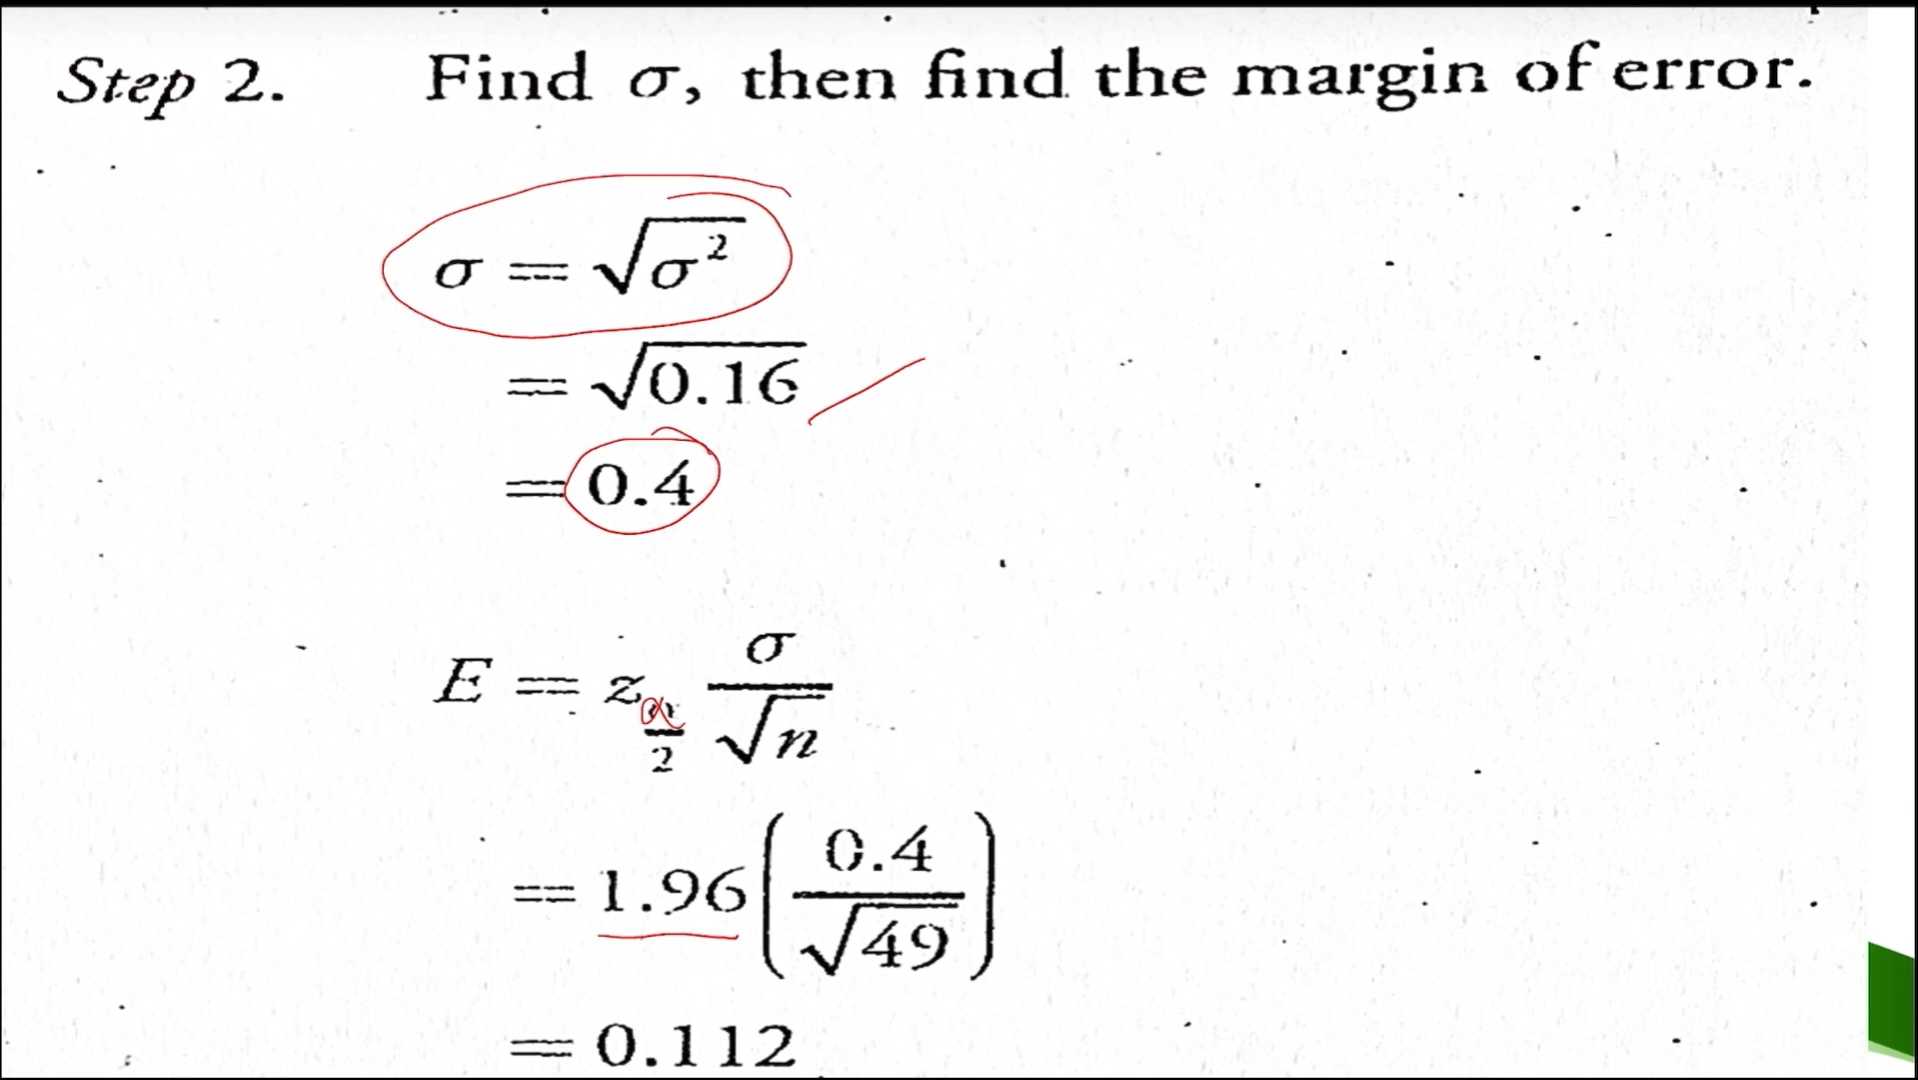 Step 2. Find σ, then find the margin of error.
σ = √σ²
= √0.16
= 0.4
E = z_α/2 σ/√n
= 1.96 (0.4/√49)
= 0.112